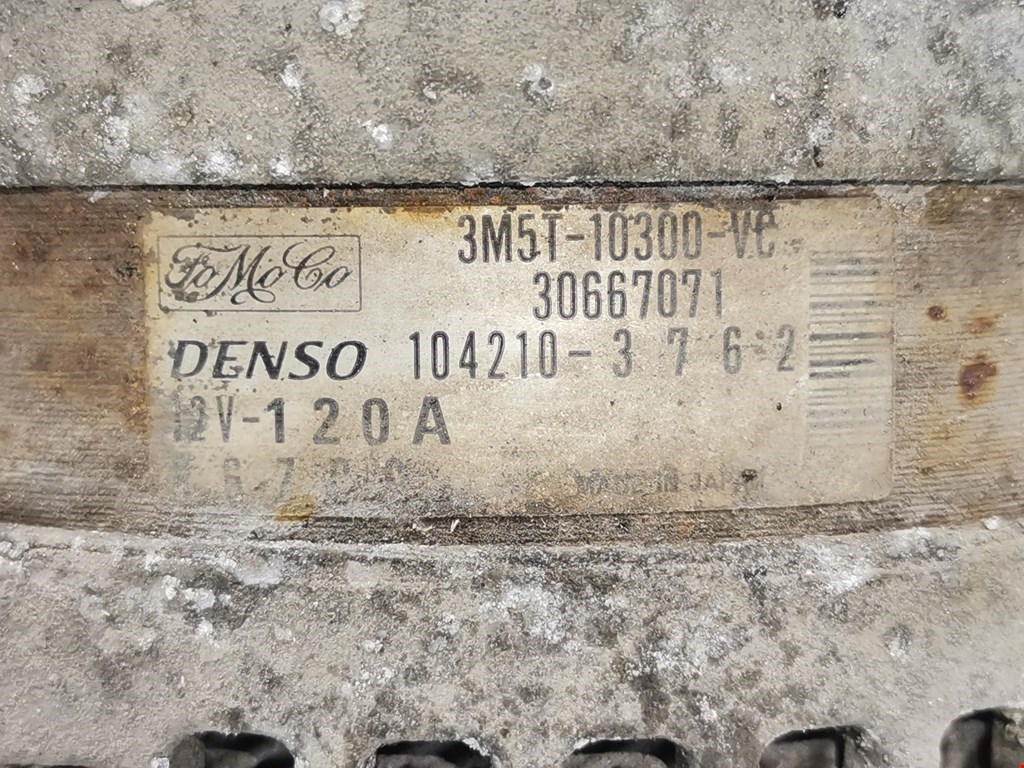 FoMoCo
3M5T-10300-VC
30667071
DENSO 104210-3762
12V-120A